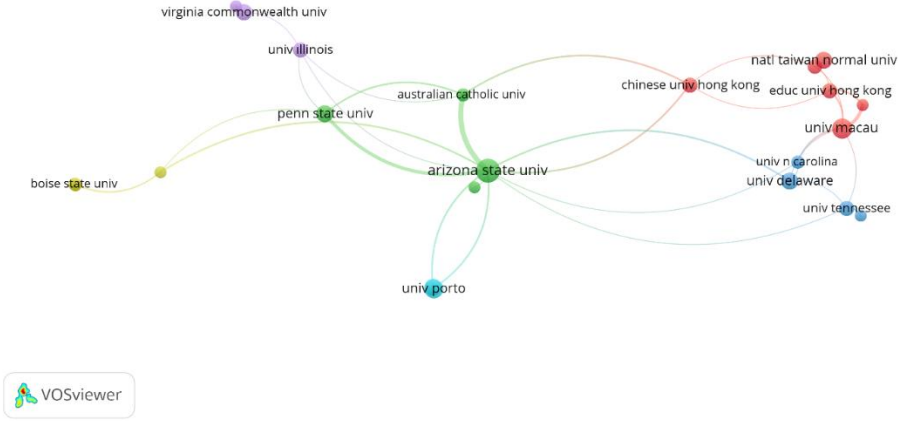 virginia commonwealth univ
univ illinois
natl taiwan normal univ
chinese univ hong kong
educ univ hong kong
australian catholic univ
penn state univ
univ macau
univ n carolina
arizona state univ
boise state univ
univ delaware
univ tennessee
univ porto
VOSviewer